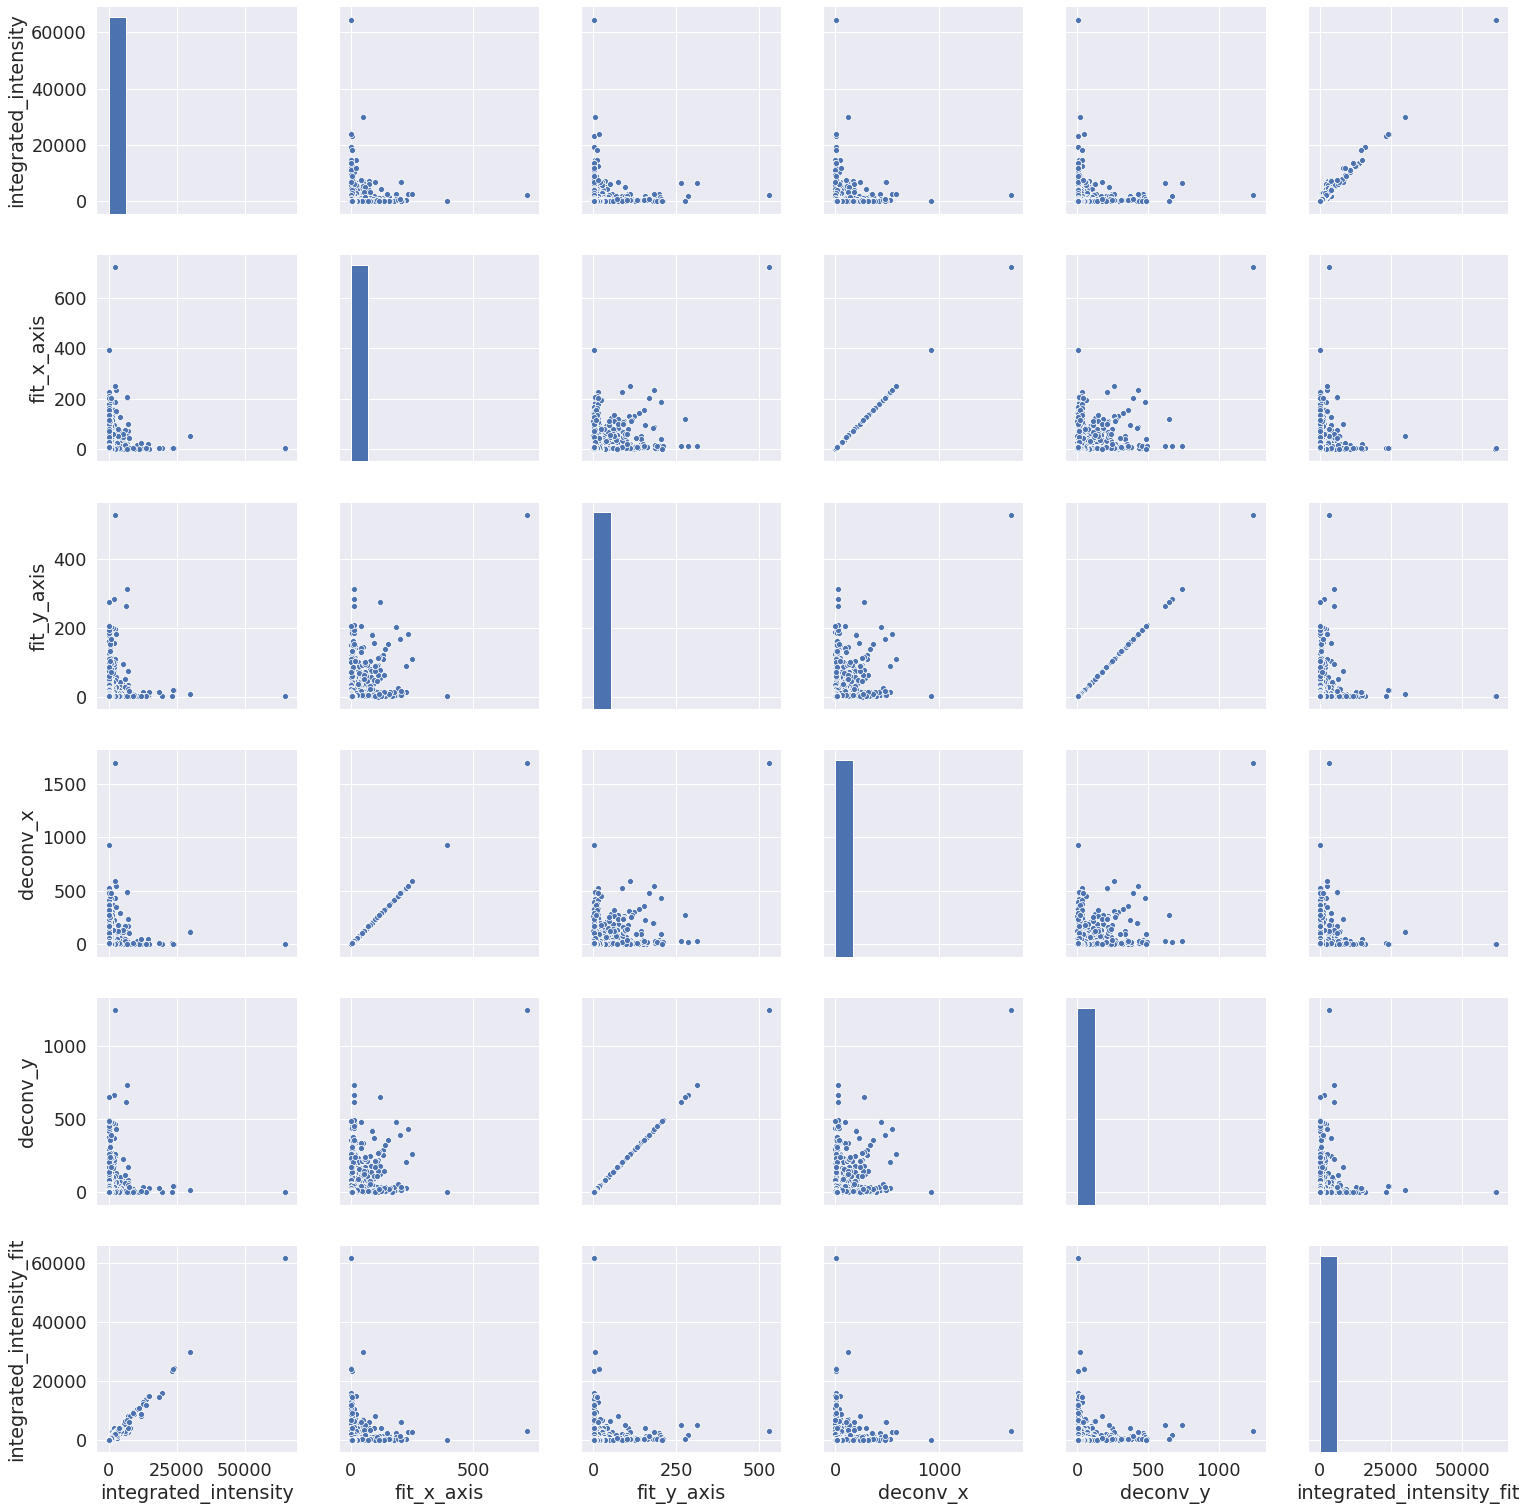 integrated_intensity
60000
40000
20000
0
fit_x_axis
600
400
200
0
fit_y_axis
400
200
0
deconv_x
1500
1000
500
0
deconv_y
1000
500
0
integrated_intensity_fit
60000
40000
20000
0
0 25000 50000 0 500 0 250 500 0 1000 0 500 1000 0 25000 50000
integrated_intensity fit_x_axis fit_y_axis deconv_x deconv_y integrated_intensity_fit